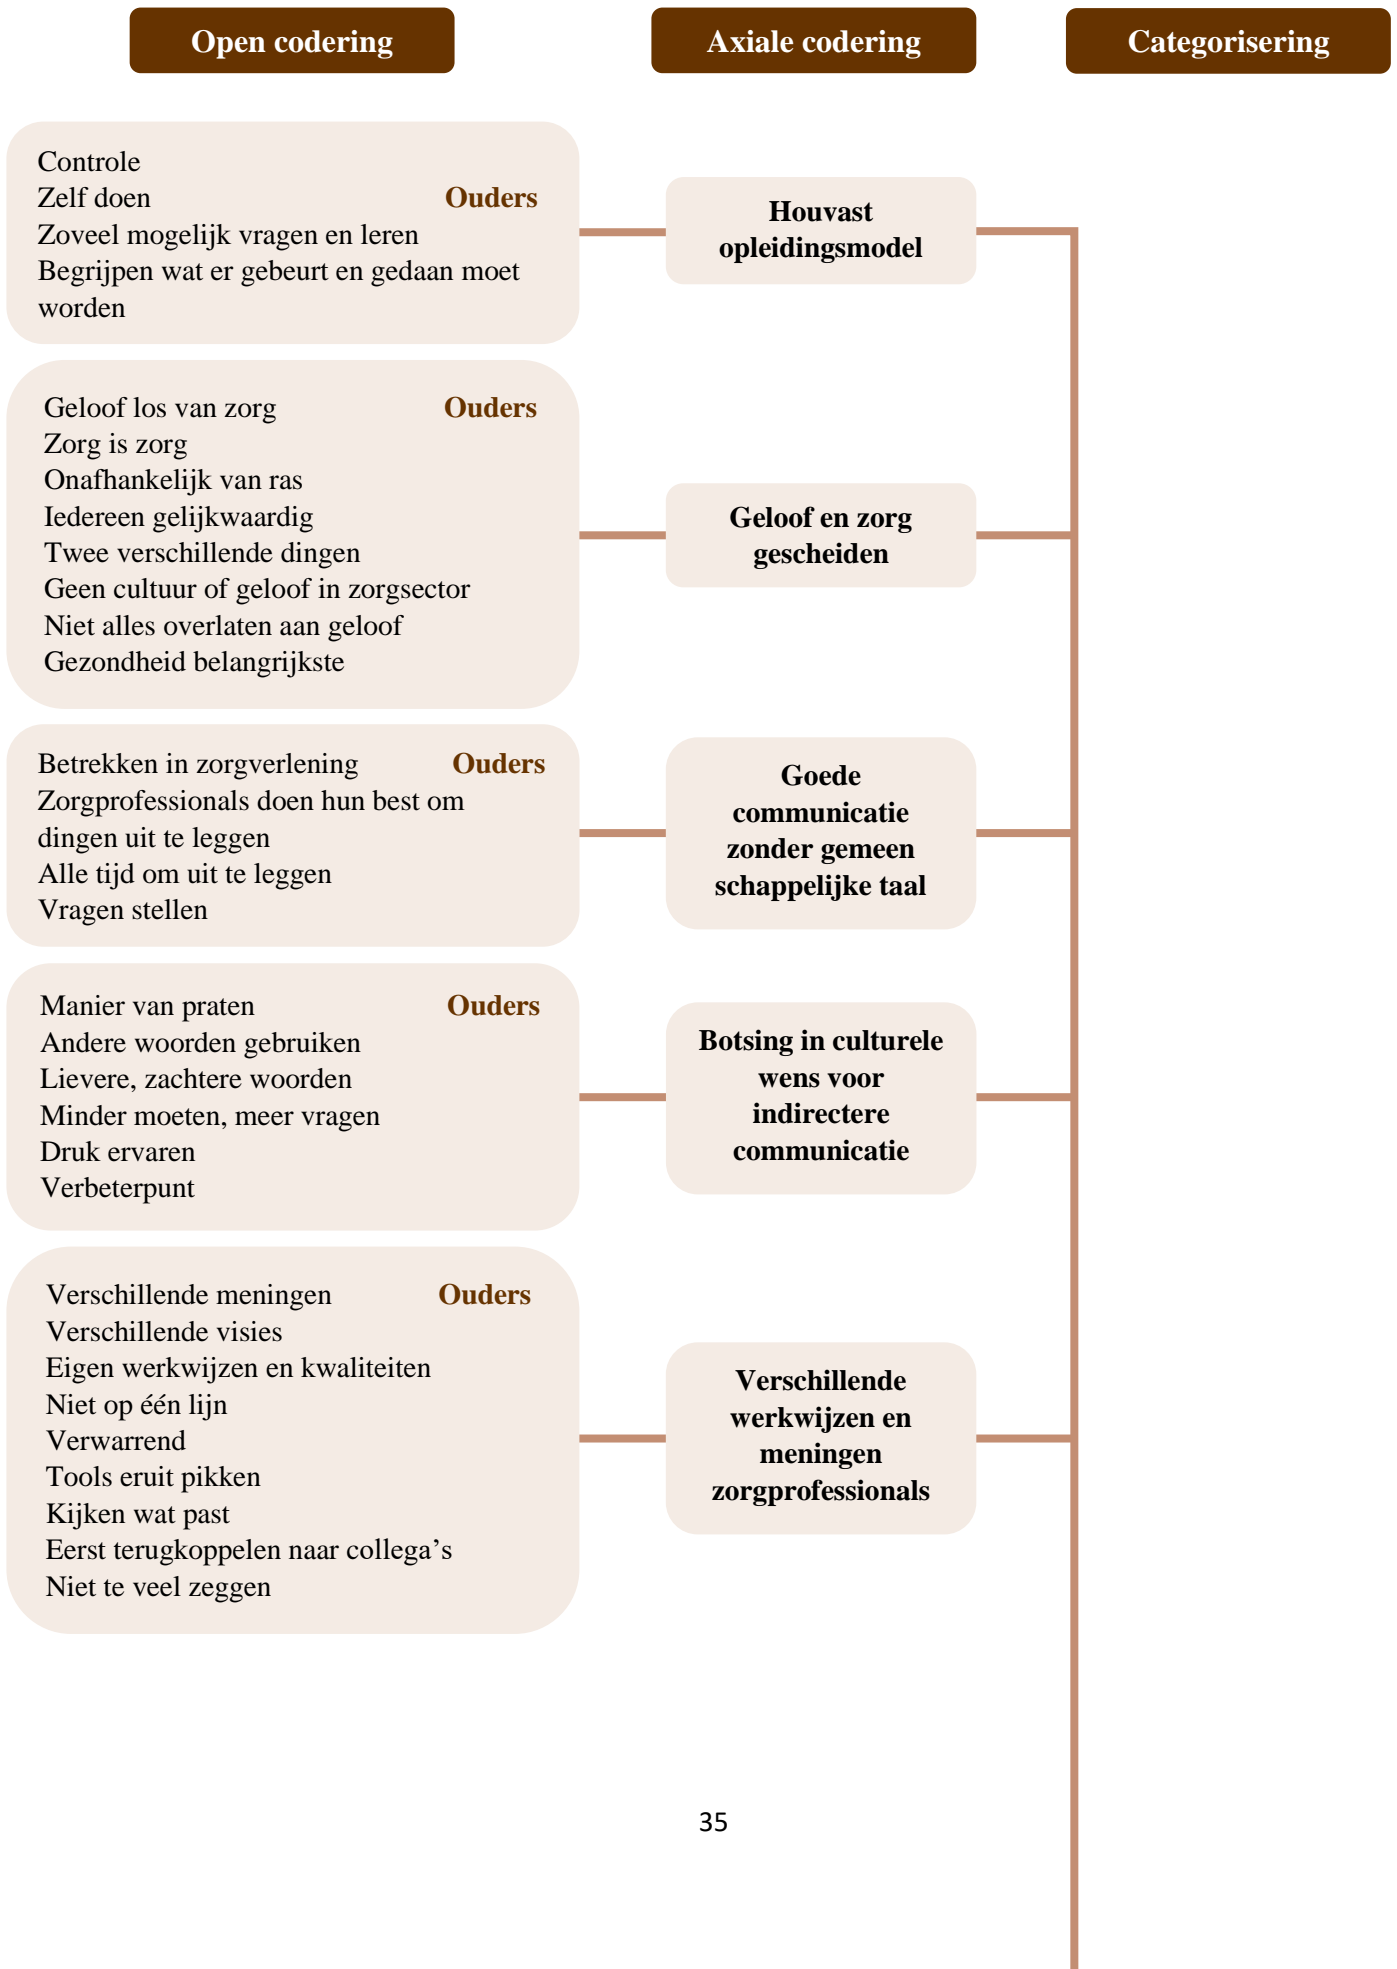 Open codering
Axiale codering
Categorisering
Controle
Zelf doen
Ouders
Zoveel mogelijk vragen en leren
Begrijpen wat er gebeurt en gedaan moet
worden
Houvast
opleidingsmodel
Geloof los van zorg
Ouders
Zorg is zorg
Onafhankelijk van ras
Iedereen gelijkwaardig
Twee verschillende dingen
Geen cultuur of geloof in zorgsector
Niet alles overlaten aan geloof
Gezondheid belangrijkste
Geloof en zorg
gescheiden
Betrekken in zorgverlening
Ouders
Zorgprofessionals doen hun best om
dingen uit te leggen
Alle tijd om uit te leggen
Vragen stellen
Goede
communicatie
zonder gemeen
schappelijke taal
Manier van praten
Ouders
Andere woorden gebruiken
Lievere, zachtere woorden
Minder moeten, meer vragen
Druk ervaren
Verbeterpunt
Botsing in culturele
wens voor
indirectere
communicatie
Verschillende meningen
Ouders
Verschillende visies
Eigen werkwijzen en kwaliteiten
Niet op één lijn
Verwarrend
Tools eruit pikken
Kijken wat past
Eerst terugkoppelen naar collega’s
Niet te veel zeggen
Verschillende
werkwijzen en
meningen
zorgprofessionals
35